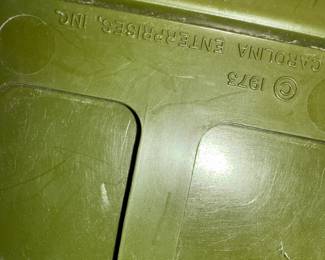 © 1973
CAROLINA ENTERPRISES, INC.